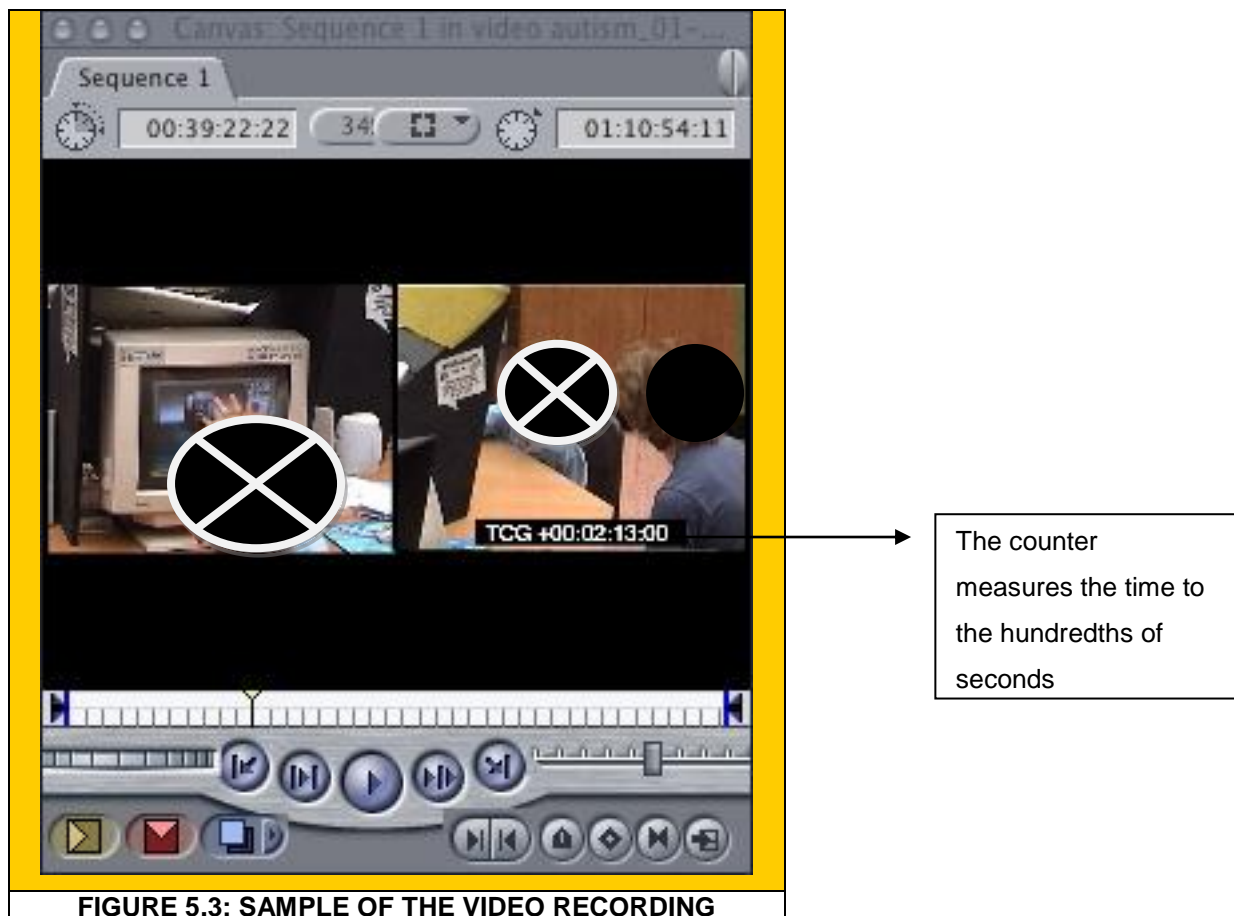 Canvas: Sequence 1 in video autism_01-...
Sequence 1
00:39:22:22
34
01:10:54:11
TCG +00:02:13:00
The counter
measures the time to
the hundredths of
seconds
FIGURE 5.3: SAMPLE OF THE VIDEO RECORDING